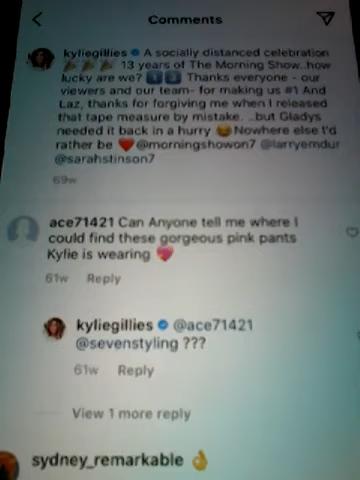 Comments
kyliegillies A socially distanced celebration
🎉🎉🎉 13 years of The Morning Show..how
lucky are we? 1️⃣3️⃣ Thanks everyone - our
viewers and our team- for making us #1 And
Laz, thanks for forgiving me when I released
that tape measure by mistake. ..but Gladys
needed it back in a hurry 😂Nowhere else I'd
rather be ❤️@morningshowon7 @larryemdur
@sarahstinson7
69w
ace71421 Can Anyone tell me where I
could find these gorgeous pink pants
Kylie is wearing 💖
61w Reply
kyliegillies @ace71421
@sevenstyling ???
61w Reply
View 1 more reply
sydney_remarkable 👌